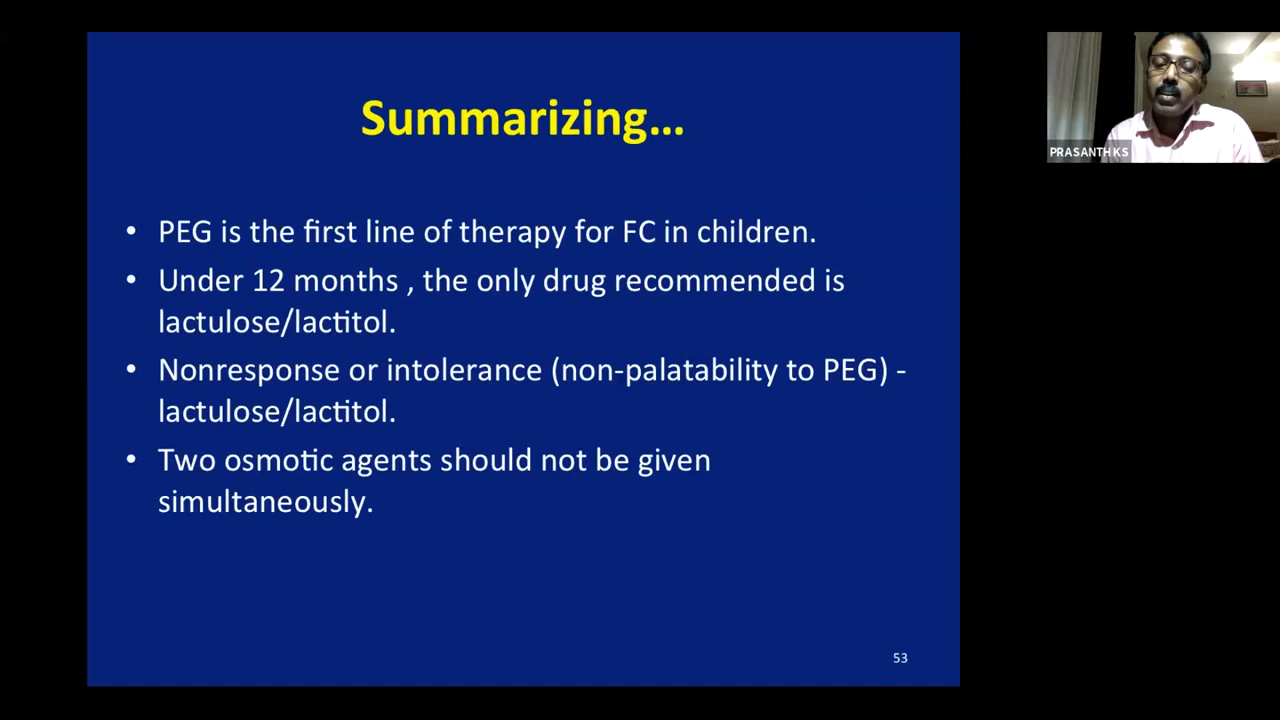 Summarizing...
• PEG is the first line of therapy for FC in children.
• Under 12 months , the only drug recommended is
lactulose/lactitol.
• Nonresponse or intolerance (non-palatability to PEG) -
lactulose/lactitol.
• Two osmotic agents should not be given
simultaneously.
53
PRASANTH KS